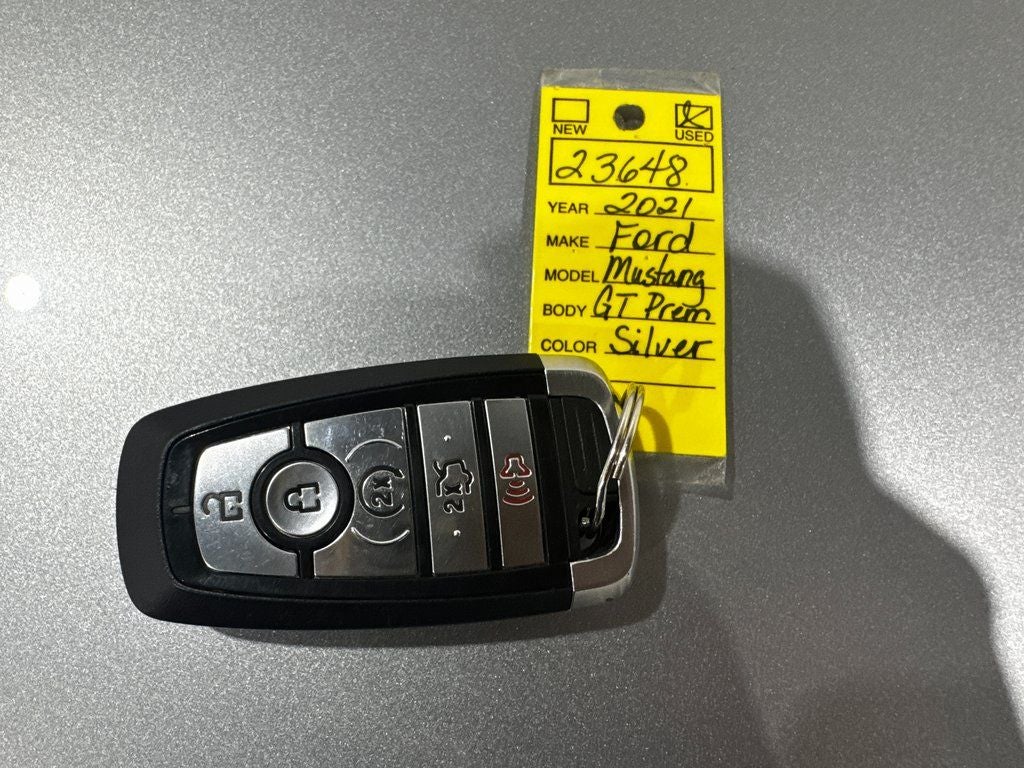 NEW USED
23648
YEAR 2021
MAKE Ford
MODEL Mustang
BODY GT Prem
COLOR Silver
2X 2X